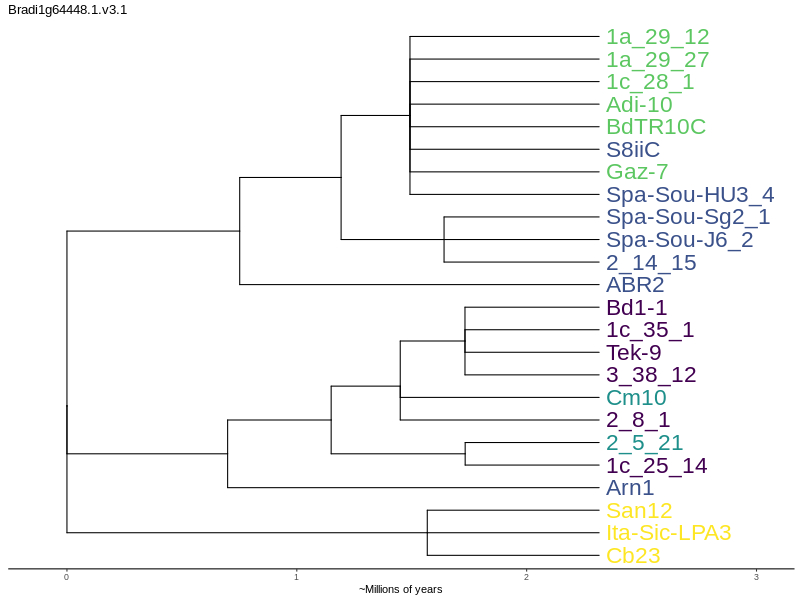 Bradi1g64448.1.v3.1
1a_29_12
1a_29_27
1c_28_1
Adi-10
BdTR10C
S8iiC
Gaz-7
Spa-Sou-HU3_4
Spa-Sou-Sg2_1
Spa-Sou-J6_2
2_14_15
ABR2
Bd1-1
1c_35_1
Tek-9
3_38_12
Cm10
2_8_1
2_5_21
1c_25_14
Arn1
San12
Ita-Sic-LPA3
Cb23
0 1 2 3
~Millions of years